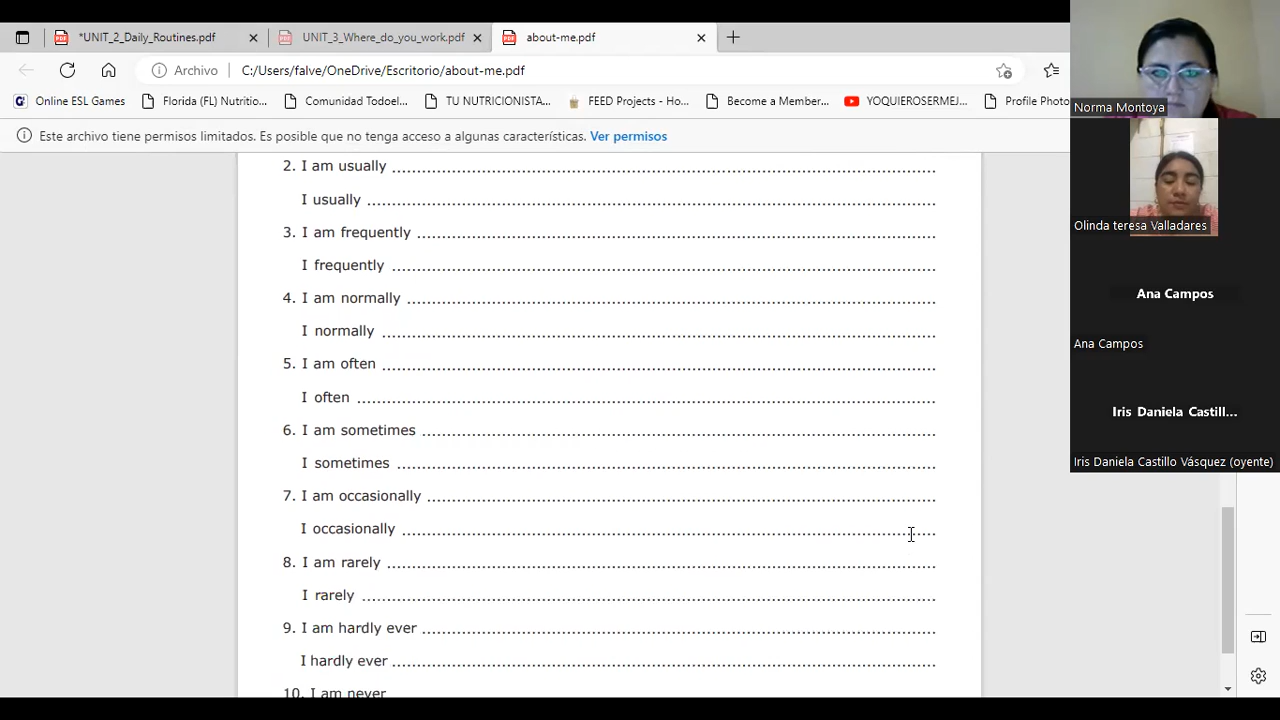 *UNIT_2_Daily_Routines.pdf
UNIT_3_Where_do_you_work.pdf
about-me.pdf
Archivo
C:/Users/falve/OneDrive/Escritorio/about-me.pdf
Online ESL Games
Florida (FL) Nutritio...
Comunidad Todoel...
TU NUTRICIONISTA...
FEED Projects - Ho...
Become a Member...
YOQUIEROSERMEJ...
Profile Photo
Este archivo tiene permisos limitados. Es posible que no tenga acceso a algunas características. Ver permisos
2. I am usually
I usually
3. I am frequently
I frequently
4. I am normally
I normally
5. I am often
I often
6. I am sometimes
I sometimes
7. I am occasionally
I occasionally
8. I am rarely
I rarely
9. I am hardly ever
I hardly ever
10. I am never
Norma Montoya
Olinda teresa Valladares
Ana Campos
Ana Campos
Iris Daniela Castill...
Iris Daniela Castillo Vásquez (oyente)